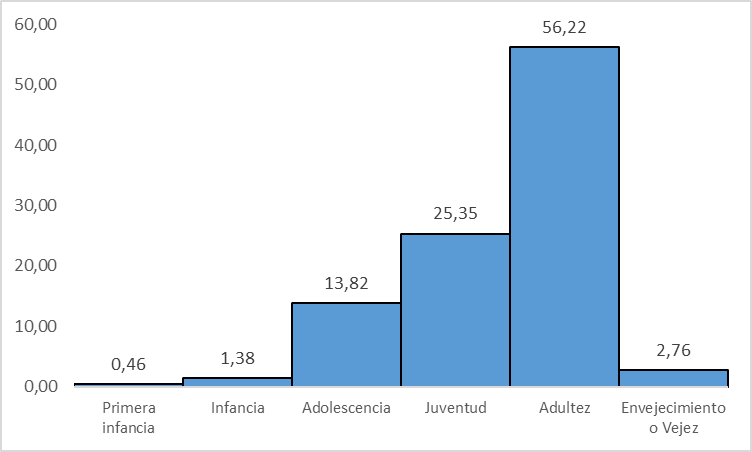 60,00
50,00
40,00
30,00
20,00
10,00
0,00
0,46
1,38
13,82
25,35
56,22
2,76
Primera
infancia
Infancia
Adolescencia
Juventud
Adultez
Envejecimiento
o Vejez